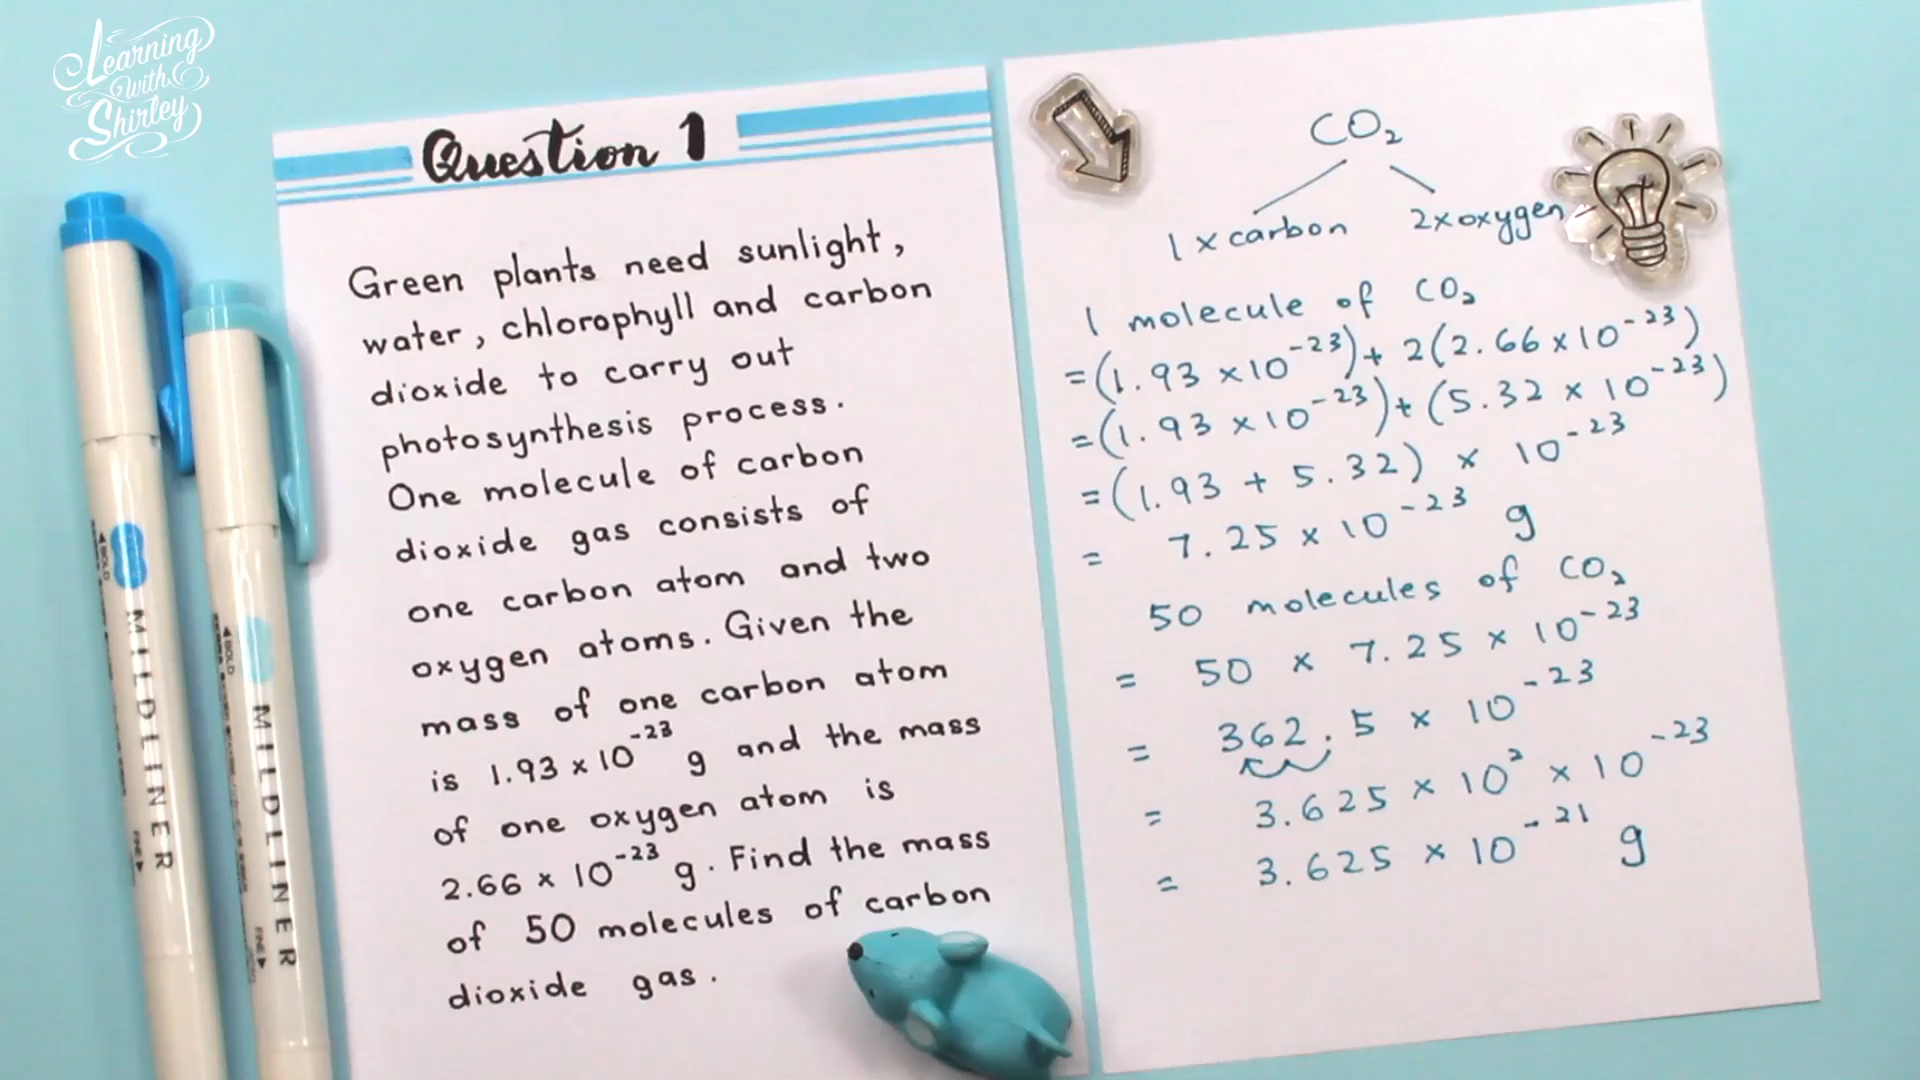 Learning
With
Shirley
Question 1
Green plants need sunlight,
water, chlorophyll and carbon
dioxide to carry out
photosynthesis process.
One molecule of carbon
dioxide gas consists of
one carbon atom and two
oxygen atoms. Given the
mass of one carbon atom
is 1.93 × 10⁻²³ g and the mass
of one oxygen atom is
2.66 × 10⁻²³ g. Find the mass
of 50 molecules of carbon
dioxide gas.
CO₂
1 × carbon 2 × oxygen
1 molecule of CO₂
= (1.93 × 10⁻²³) + 2(2.66 × 10⁻²³)
= (1.93 × 10⁻²³) + (5.32 × 10⁻²³)
= (1.93 + 5.32) × 10⁻²³
= 7.25 × 10⁻²³ g
50 molecules of CO₂
= 50 × 7.25 × 10⁻²³
= 362.5 × 10⁻²³
= 3.625 × 10² × 10⁻²³
= 3.625 × 10⁻²¹ g
BOLD
MILDLINER
FINE
BOLD
MILDLINER
FINE